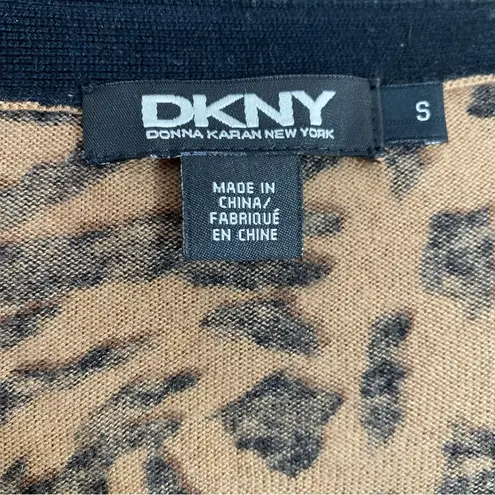 DKNY
DONNA KARAN NEW YORK
S
MADE IN
CHINA/
FABRIQUÉ
EN CHINE